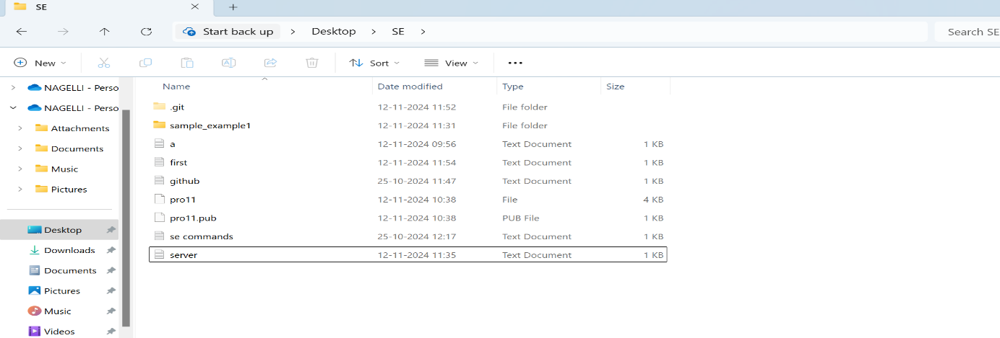 SE
Start back up > Desktop > SE >
Search SE
New
Sort
View
Name Date modified Type Size
NAGELLI - Perso
NAGELLI - Perso
Attachments
Documents
Music
Pictures
Desktop
Downloads
Documents
Pictures
Music
Videos
.git 12-11-2024 11:52 File folder
sample_example1 12-11-2024 11:31 File folder
a 12-11-2024 09:56 Text Document 1 KB
first 12-11-2024 11:54 Text Document 1 KB
github 25-10-2024 11:47 Text Document 1 KB
pro11 12-11-2024 10:38 File 4 KB
pro11.pub 12-11-2024 10:38 PUB File 1 KB
se commands 25-10-2024 12:17 Text Document 1 KB
server 12-11-2024 11:35 Text Document 1 KB